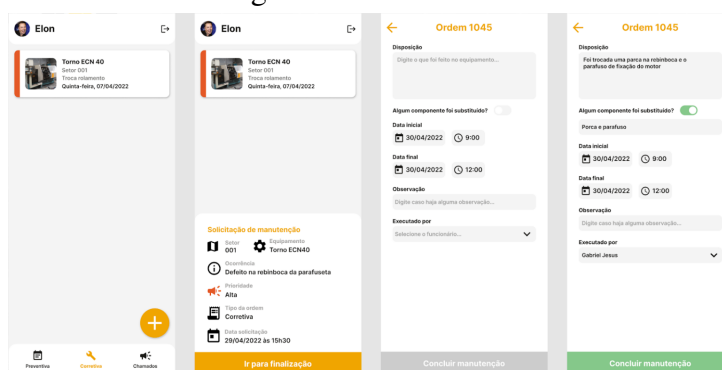 Elon
Torno ECN 40
Setor 001
Troca rolamento
Quinta-feira, 07/04/2022
Preventiva
Corretiva
Chamados
Elon
Torno ECN 40
Setor 001
Troca rolamento
Quinta-feira, 07/04/2022
Solicitação de manutenção
Setor
001
Equipamento
Torno ECN40
Ocorrência
Defeito na rebinboca da parafuseta
Prioridade
Alta
Tipo da ordem
Corretiva
Data solicitação
29/04/2022 às 15h30
Ir para finalização
Ordem 1045
Disposição
Digite o que foi feito no equipamento...
Algum componente foi substituído?
Data inicial
30/04/2022 9:00
Data final
30/04/2022 12:00
Observação
Digite caso haja alguma observação...
Executado por
Selecione o funcionário...
Concluir manutenção
Ordem 1045
Disposição
Foi trocada uma parca na rebinboca e o
parafuso de fixação do motor
Algum componente foi substituído?
Porca e parafuso
Data inicial
30/04/2022 9:00
Data final
30/04/2022 12:00
Observação
Digite caso haja alguma observação...
Executado por
Gabriel Jesus
Concluir manutenção